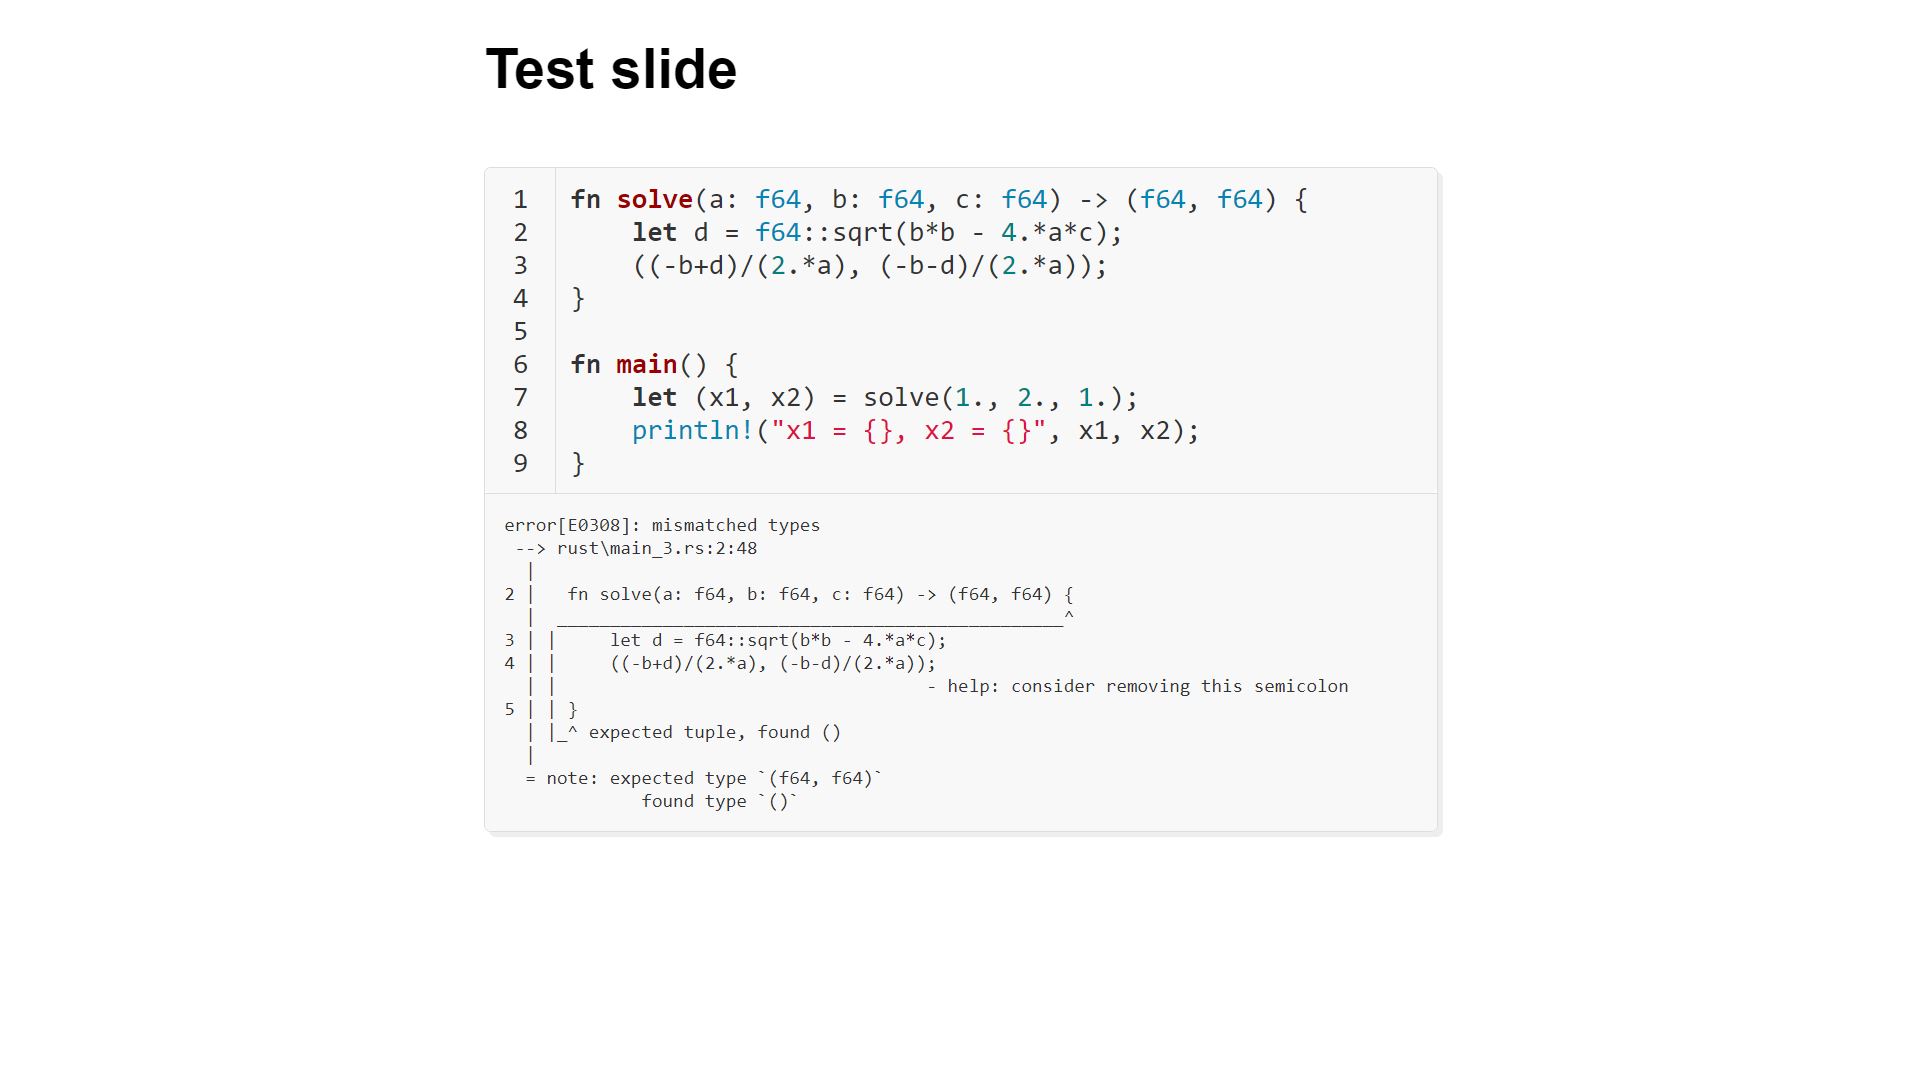 Test slide
1 fn solve(a: f64, b: f64, c: f64) -> (f64, f64) {
2     let d = f64::sqrt(b*b - 4.*a*c);
3     ((-b+d)/(2.*a), (-b-d)/(2.*a));
4 }
5
6 fn main() {
7     let (x1, x2) = solve(1., 2., 1.);
8     println!("x1 = {}, x2 = {}", x1, x2);
9 }
error[E0308]: mismatched types
 --> rust\main_3.rs:2:48
  |
2 |   fn solve(a: f64, b: f64, c: f64) -> (f64, f64) {
  |  ________________________________________________^
3 | |     let d = f64::sqrt(b*b - 4.*a*c);
4 | |     ((-b+d)/(2.*a), (-b-d)/(2.*a));
  | |                                   - help: consider removing this semicolon
5 | | }
  | |_^ expected tuple, found ()
  |
  = note: expected type `(f64, f64)`
             found type `()`